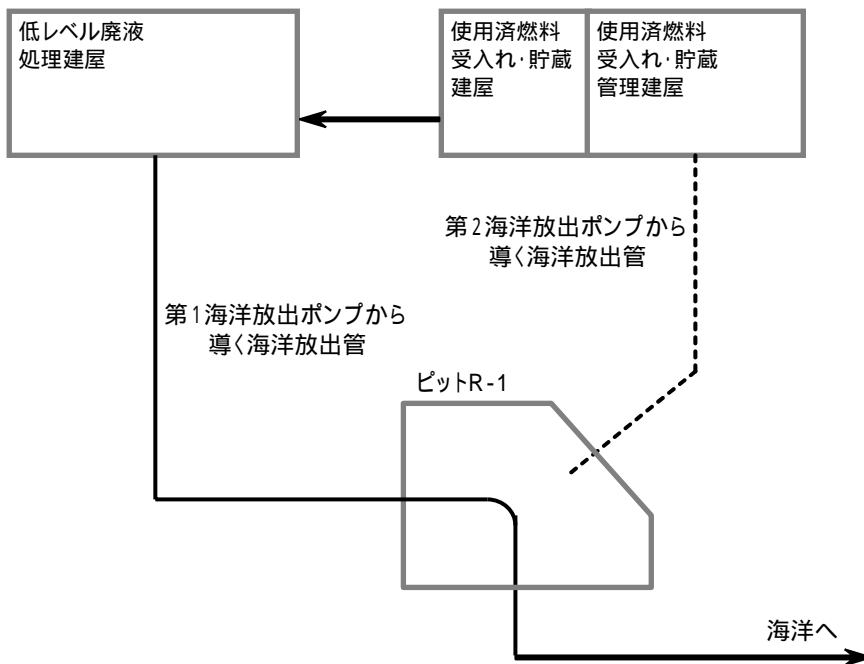 低レベル廃液
処理建屋
使用済燃料
受入れ･貯蔵
建屋
使用済燃料
受入れ･貯蔵
管理建屋
第2海洋放出ポンプから
導く海洋放出管
第1海洋放出ポンプから
導く海洋放出管
ピットR-1
海洋へ